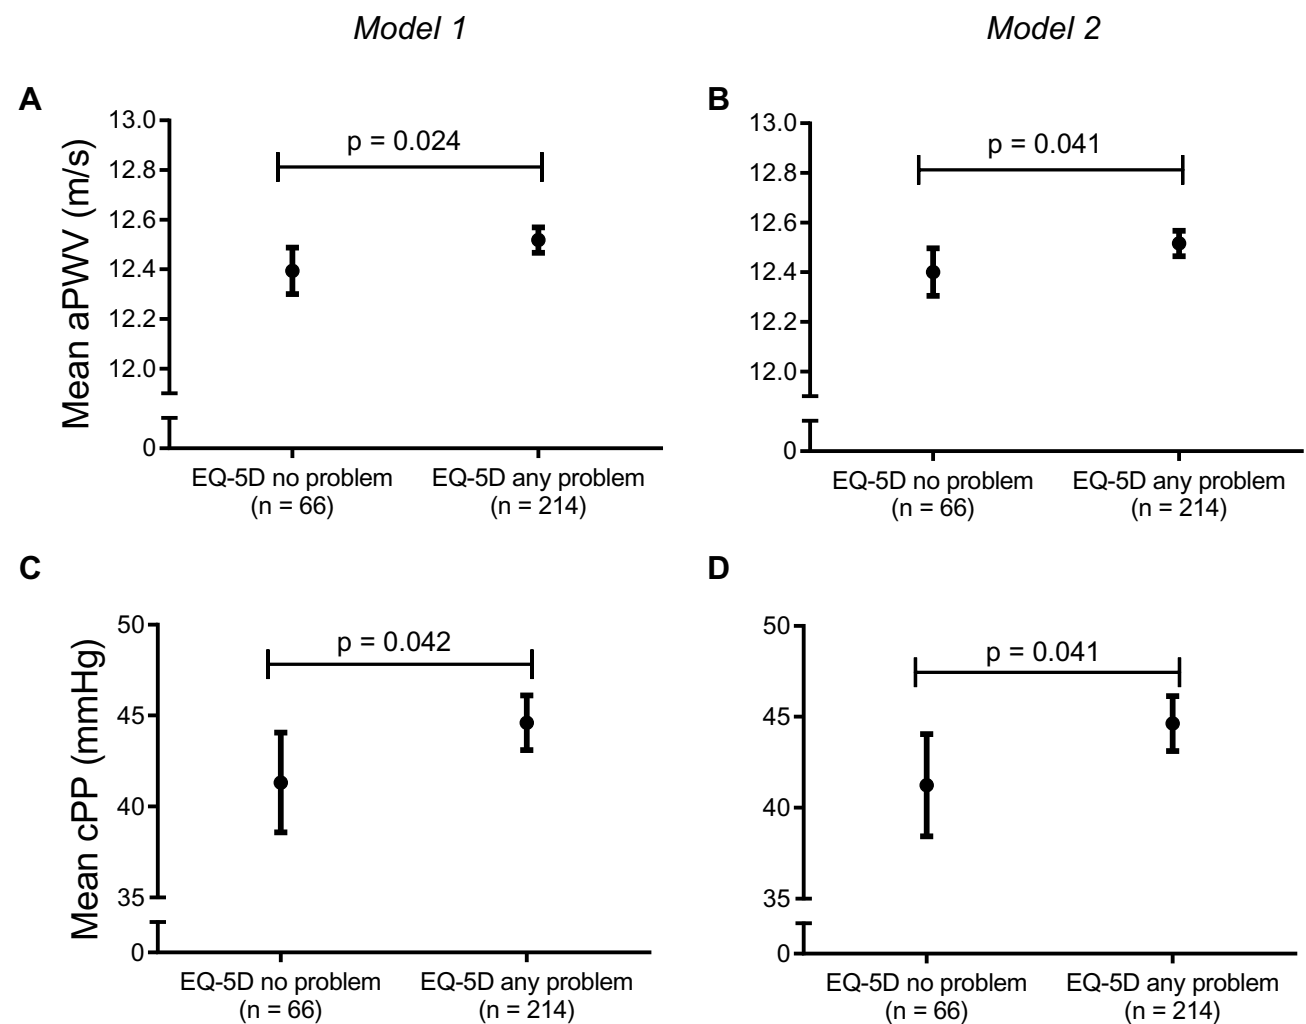 Model 1
Model 2
A
Mean aPWV (m/s)
13.0
12.8
12.6
12.4
12.2
12.0
0
p = 0.024
EQ-5D no problem
(n = 66)
EQ-5D any problem
(n = 214)
B
13.0
12.8
12.6
12.4
12.2
12.0
0
p = 0.041
EQ-5D no problem
(n = 66)
EQ-5D any problem
(n = 214)
C
Mean cPP (mmHg)
50
45
40
35
0
p = 0.042
EQ-5D no problem
(n = 66)
EQ-5D any problem
(n = 214)
D
50
45
40
35
0
p = 0.041
EQ-5D no problem
(n = 66)
EQ-5D any problem
(n = 214)